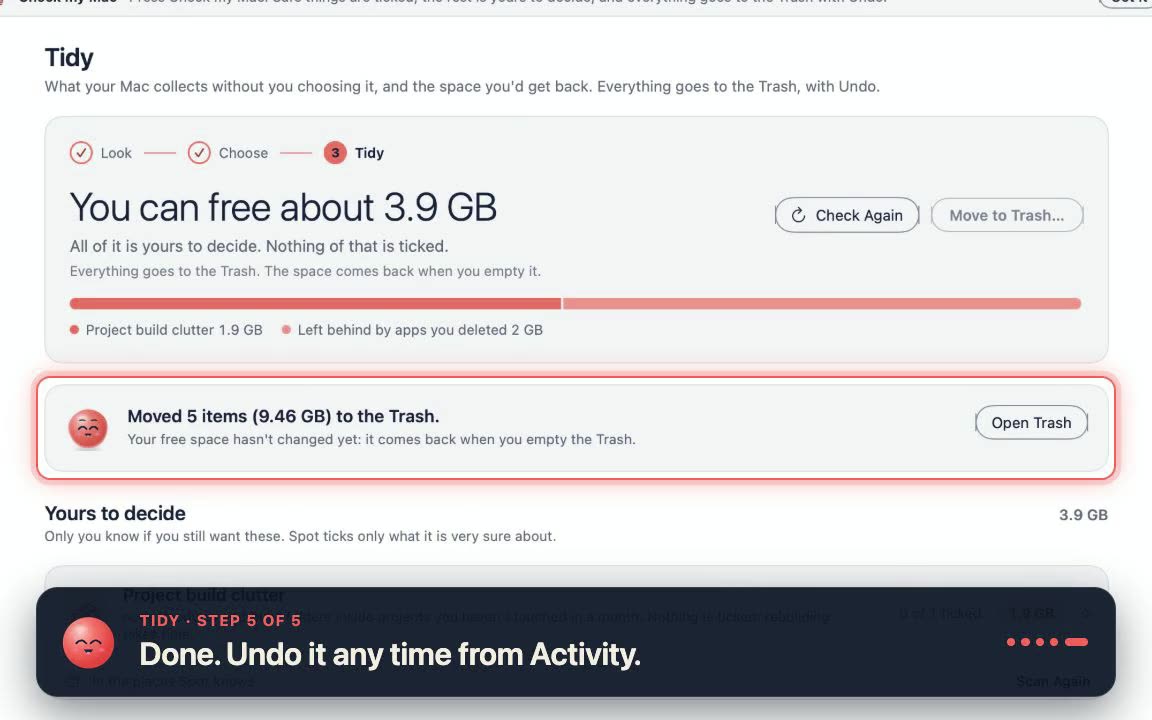 Tidy
What your Mac collects without you choosing it, and the space you'd get back. Everything goes to the Trash, with Undo.
Look
Choose
3 Tidy
You can free about 3.9 GB
Check Again
Move to Trash...
All of it is yours to decide. Nothing of that is ticked.
Everything goes to the Trash. The space comes back when you empty it.
Project build clutter 1.9 GB
Left behind by apps you deleted 2 GB
Moved 5 items (9.46 GB) to the Trash.
Your free space hasn't changed yet: it comes back when you empty the Trash.
Open Trash
Yours to decide
3.9 GB
Only you know if you still want these. Spot ticks only what it is very sure about.
Project build clutter
TIDY · STEP 5 OF 5
Done. Undo it any time from Activity.
1.9 GB
Scan Again